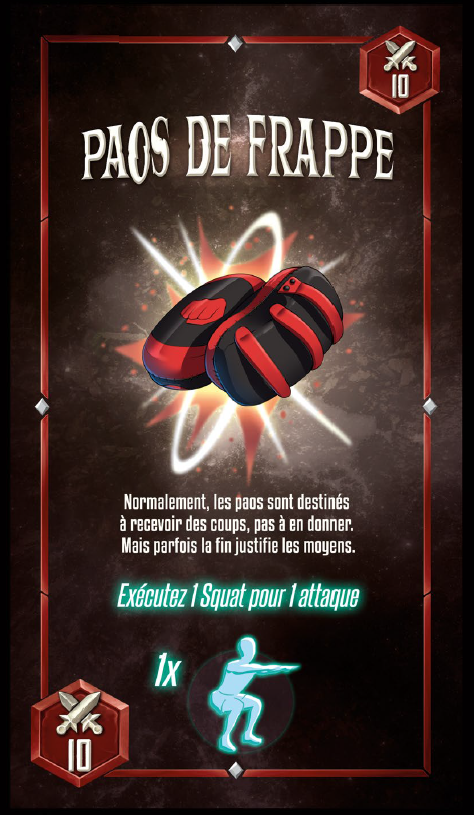 10
PAOS DE FRAPPE
Normalement, les paos sont destinés
à recevoir des coups, pas à en donner.
Mais parfois la fin justifie les moyens.
Exécutez 1 Squat pour 1 attaque
1x
10